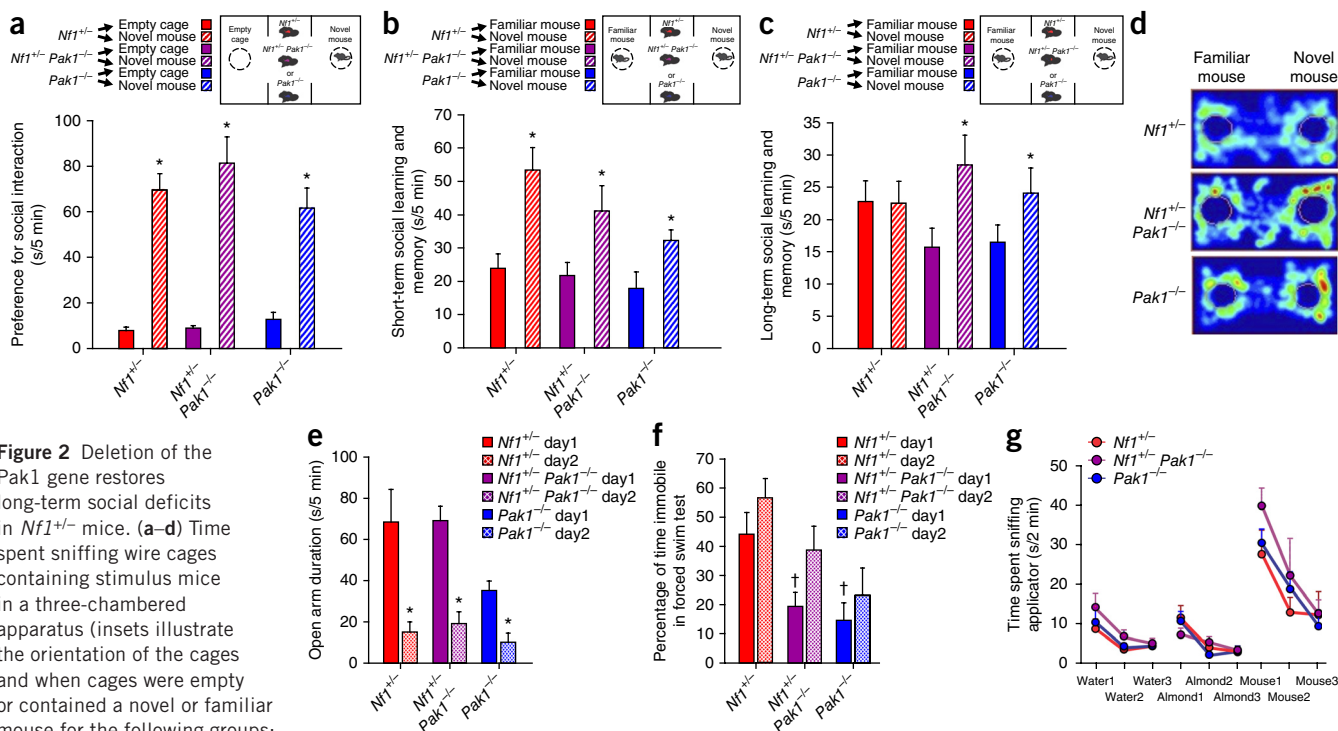 a
Nf1+/–
Empty cage
Novel mouse
Nf1+/– Pak1–/–
Empty cage
Novel mouse
Pak1–/–
Empty cage
Novel mouse
Empty cage
Nf1+/–
Nf1+/– Pak1–/–
or
Pak1–/–
Novel mouse
Preference for social interaction
(s/5 min)
100
80
60
40
20
0
*
*
*
Nf1+/–
Nf1+/–
Pak1–/–
Pak1–/–
b
Nf1+/–
Familiar mouse
Novel mouse
Nf1+/– Pak1–/–
Familiar mouse
Novel mouse
Pak1–/–
Familiar mouse
Novel mouse
Familiar
mouse
Nf1+/–
Nf1+/– Pak1–/–
or
Pak1–/–
Novel
mouse
Short-term social learning and
memory (s/5 min)
70
60
50
40
30
20
10
0
*
*
*
Nf1+/–
Nf1+/–
Pak1–/–
Pak1–/–
c
Nf1+/–
Familiar mouse
Novel mouse
Nf1+/– Pak1–/–
Familiar mouse
Novel mouse
Pak1–/–
Familiar mouse
Novel mouse
Familiar
mouse
Nf1+/–
Nf1+/– Pak1–/–
or
Pak1–/–
Novel
mouse
Long-term social learning and
memory (s/5 min)
35
30
25
20
15
10
5
0
*
*
Nf1+/–
Nf1+/–
Pak1–/–
Pak1–/–
d
Familiar
mouse
Novel
mouse
Nf1+/–
Nf1+/–
Pak1–/–
Pak1–/–
Figure 2 Deletion of the
Pak1 gene restores
long-term social deficits
in Nf1+/– mice. (a–d) Time
spent sniffing wire cages
containing stimulus mice
in a three-chambered
apparatus (insets illustrate
the orientation of the cages
and when cages were empty
or contained a novel or familiar
mouse for the following groups:
e
Nf1+/– day1
Nf1+/– day2
Nf1+/– Pak1–/– day1
Nf1+/– Pak1–/– day2
Pak1–/– day1
Pak1–/– day2
Open arm duration (s/5 min)
100
80
60
40
20
0
*
*
*
Nf1+/–
Nf1+/–
Pak1–/–
Pak1–/–
f
Nf1+/– day1
Nf1+/– day2
Nf1+/– Pak1–/– day1
Nf1+/– Pak1–/– day2
Pak1–/– day1
Pak1–/– day2
Percentage of time immobile
in forced swim test
70
60
50
40
30
20
10
0
†
†
Nf1+/–
Nf1+/–
Pak1–/–
Pak1–/–
g
Nf1+/–
Nf1+/– Pak1–/–
Pak1–/–
Time spent sniffing
applicator (s/2 min)
50
40
30
20
10
0
Water1
Water2
Water3
Almond1
Almond2
Almond3
Mouse1
Mouse2
Mouse3